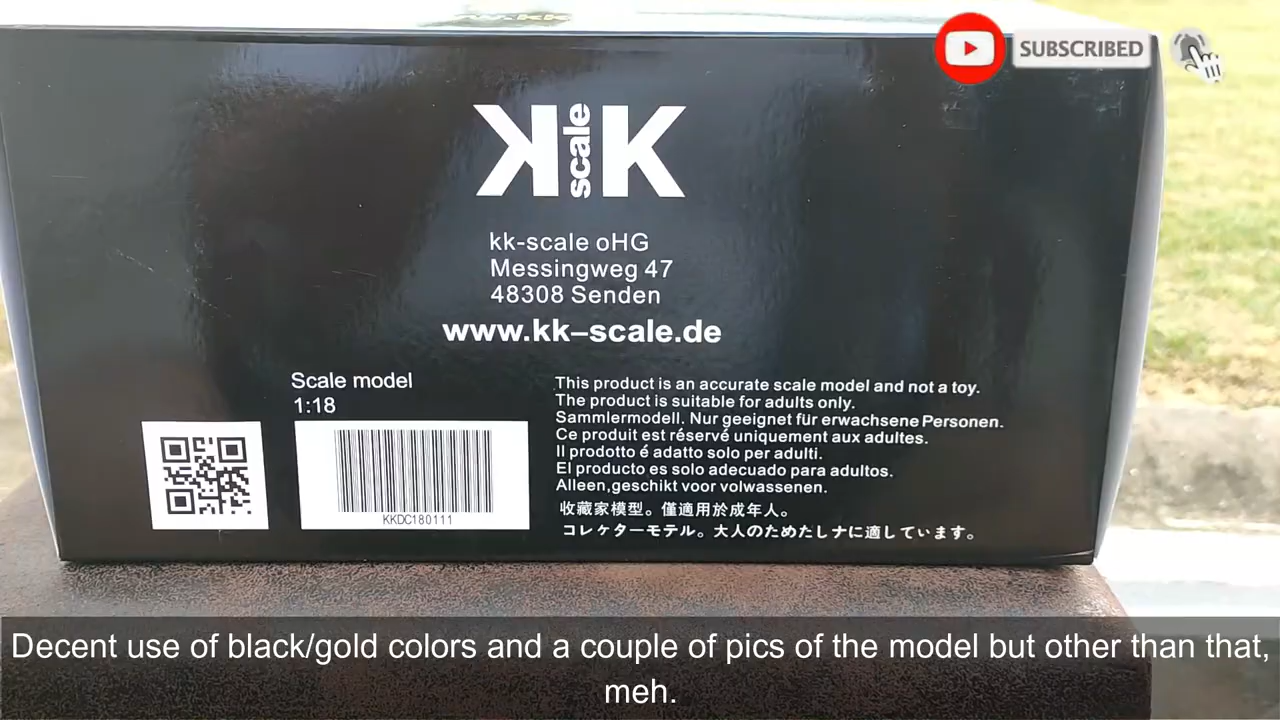 SUBSCRIBED
K scale K
kk-scale oHG
Messingweg 47
48308 Senden
www.kk–scale.de
Scale model
1:18
KKDC180111
This product is an accurate scale model and not a toy.
The product is suitable for adults only.
Sammlermodell. Nur geeignet für erwachsene Personen.
Ce produit est réservé uniquement aux adultes.
Il prodotto é adatto solo per adulti.
El producto es solo adecuado para adultos.
Alleen,geschikt voor volwassenen.
收藏家模型。僅適用於成年人。
コレケターモテル。大人のためたしナに適しています。
Decent use of black/gold colors and a couple of pics of the model but other than that,
meh.